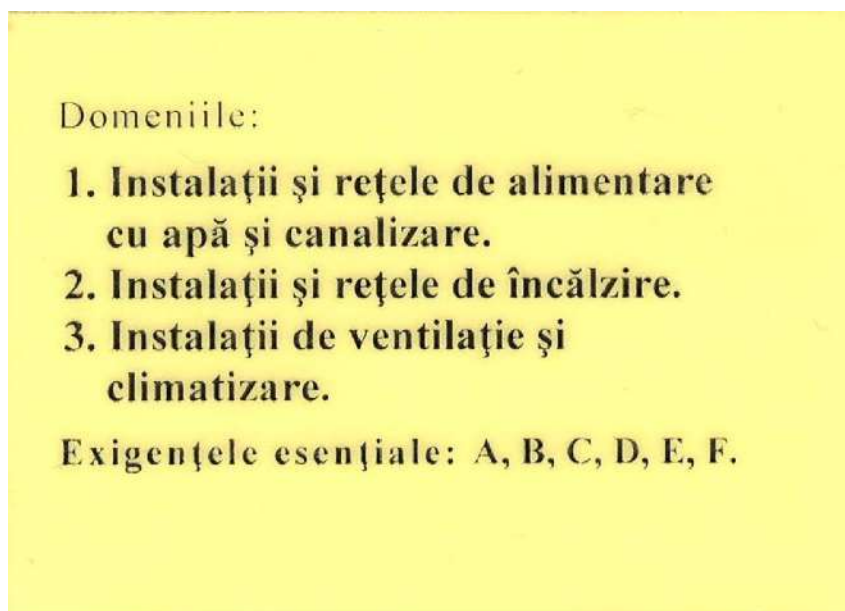 Domeniile:
1. Instalaţii şi reţele de alimentare
cu apă şi canalizare.
2. Instalaţii şi reţele de încălzire.
3. Instalaţii de ventilaţie şi
climatizare.
Exigenţele esenţiale: A, B, C, D, E, F.